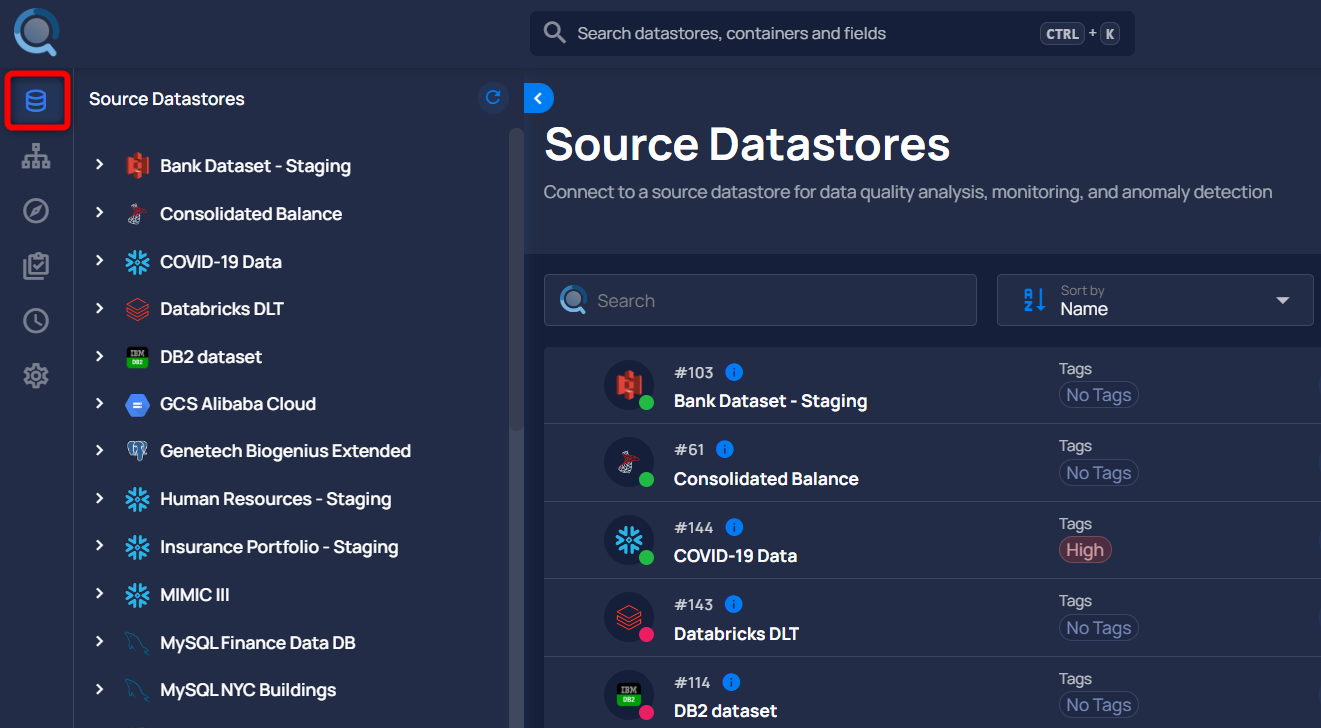 Search datastores, containers and fields
CTRL + K
Source Datastores
Bank Dataset - Staging
Consolidated Balance
COVID-19 Data
Databricks DLT
IBM
DB2
DB2 dataset
GCS Alibaba Cloud
Genetech Biogenius Extended
Human Resources - Staging
Insurance Portfolio - Staging
MIMIC III
MySQL Finance Data DB
MySQL NYC Buildings
Source Datastores
Connect to a source datastore for data quality analysis, monitoring, and anomaly detection
Search
Sort by
Name
#103
Bank Dataset - Staging
Tags
No Tags
#61
Consolidated Balance
Tags
No Tags
#144
COVID-19 Data
Tags
High
#143
Databricks DLT
Tags
No Tags
IBM
DB2
#114
DB2 dataset
Tags
No Tags